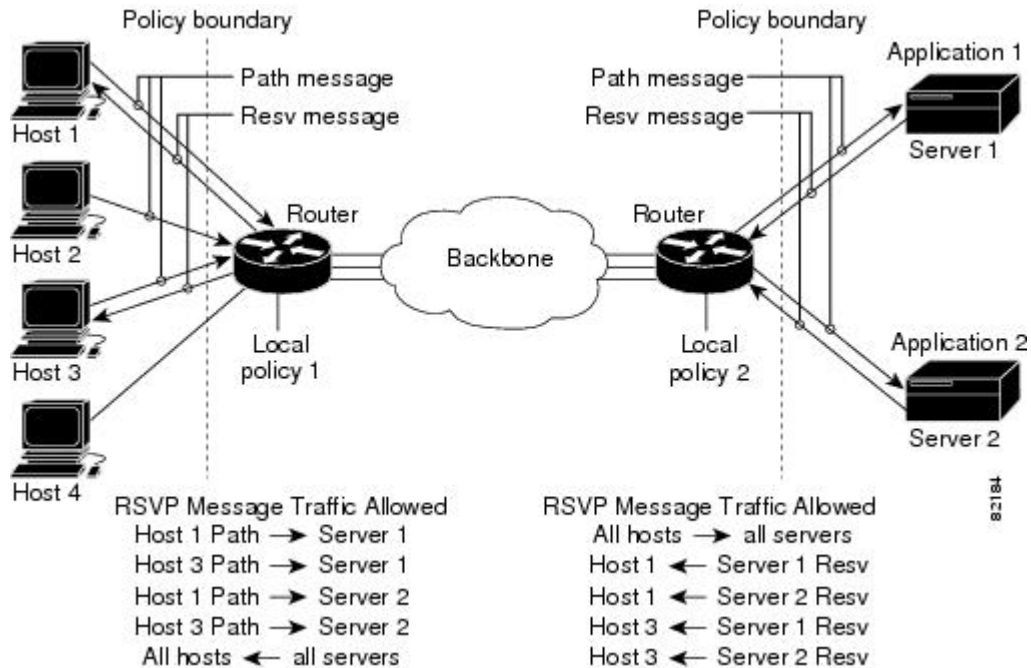 Policy boundary
Policy boundary
Path message
Resv message
Path message
Resv message
Application 1
Host 1
Server 1
Host 2
Router
Backbone
Router
Host 3
Local
policy 1
Local
policy 2
Application 2
Host 4
Server 2
RSVP Message Traffic Allowed
Host 1 Path → Server 1
Host 3 Path → Server 1
Host 1 Path → Server 2
Host 3 Path → Server 2
All hosts ← all servers
RSVP Message Traffic Allowed
All hosts → all servers
Host 1 ← Server 1 Resv
Host 1 ← Server 2 Resv
Host 3 ← Server 1 Resv
Host 3 ← Server 2 Resv
82184